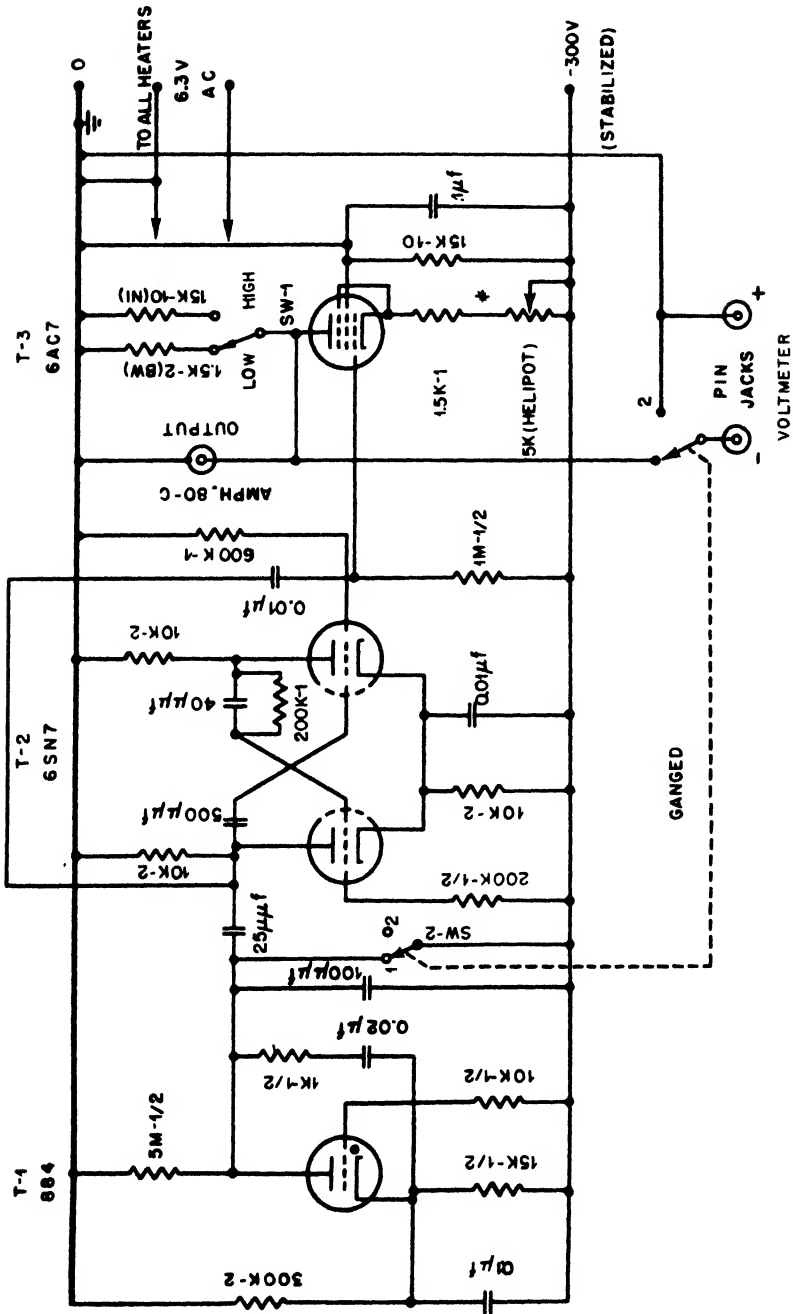 T-1
884
T-2
6SN7
T-3
6AC7
O
TO ALL HEATERS
6.3 V
AC
-300V
(STABILIZED)
300K-2
0.1μf
5M-1/2
1K-1/2
0.02μf
15K-1/2
10K-1/2
100μμf
25μμf
1
2
SW-2
10K-2
500μμf
200K-1/2
40μμf
200K-1
10K-2
10K-2
0.01μf
0.01μf
600K-1
1M-1/2
AMPH. 80-C
OUTPUT
1.5K-2(BW)
15K-10(NI)
LOW
HIGH
SW-1
1.5K-1
*
5K(HELIPOT)
15K-10
.1μf
GANGED
2
-
+
PIN
JACKS
VOLTMETER